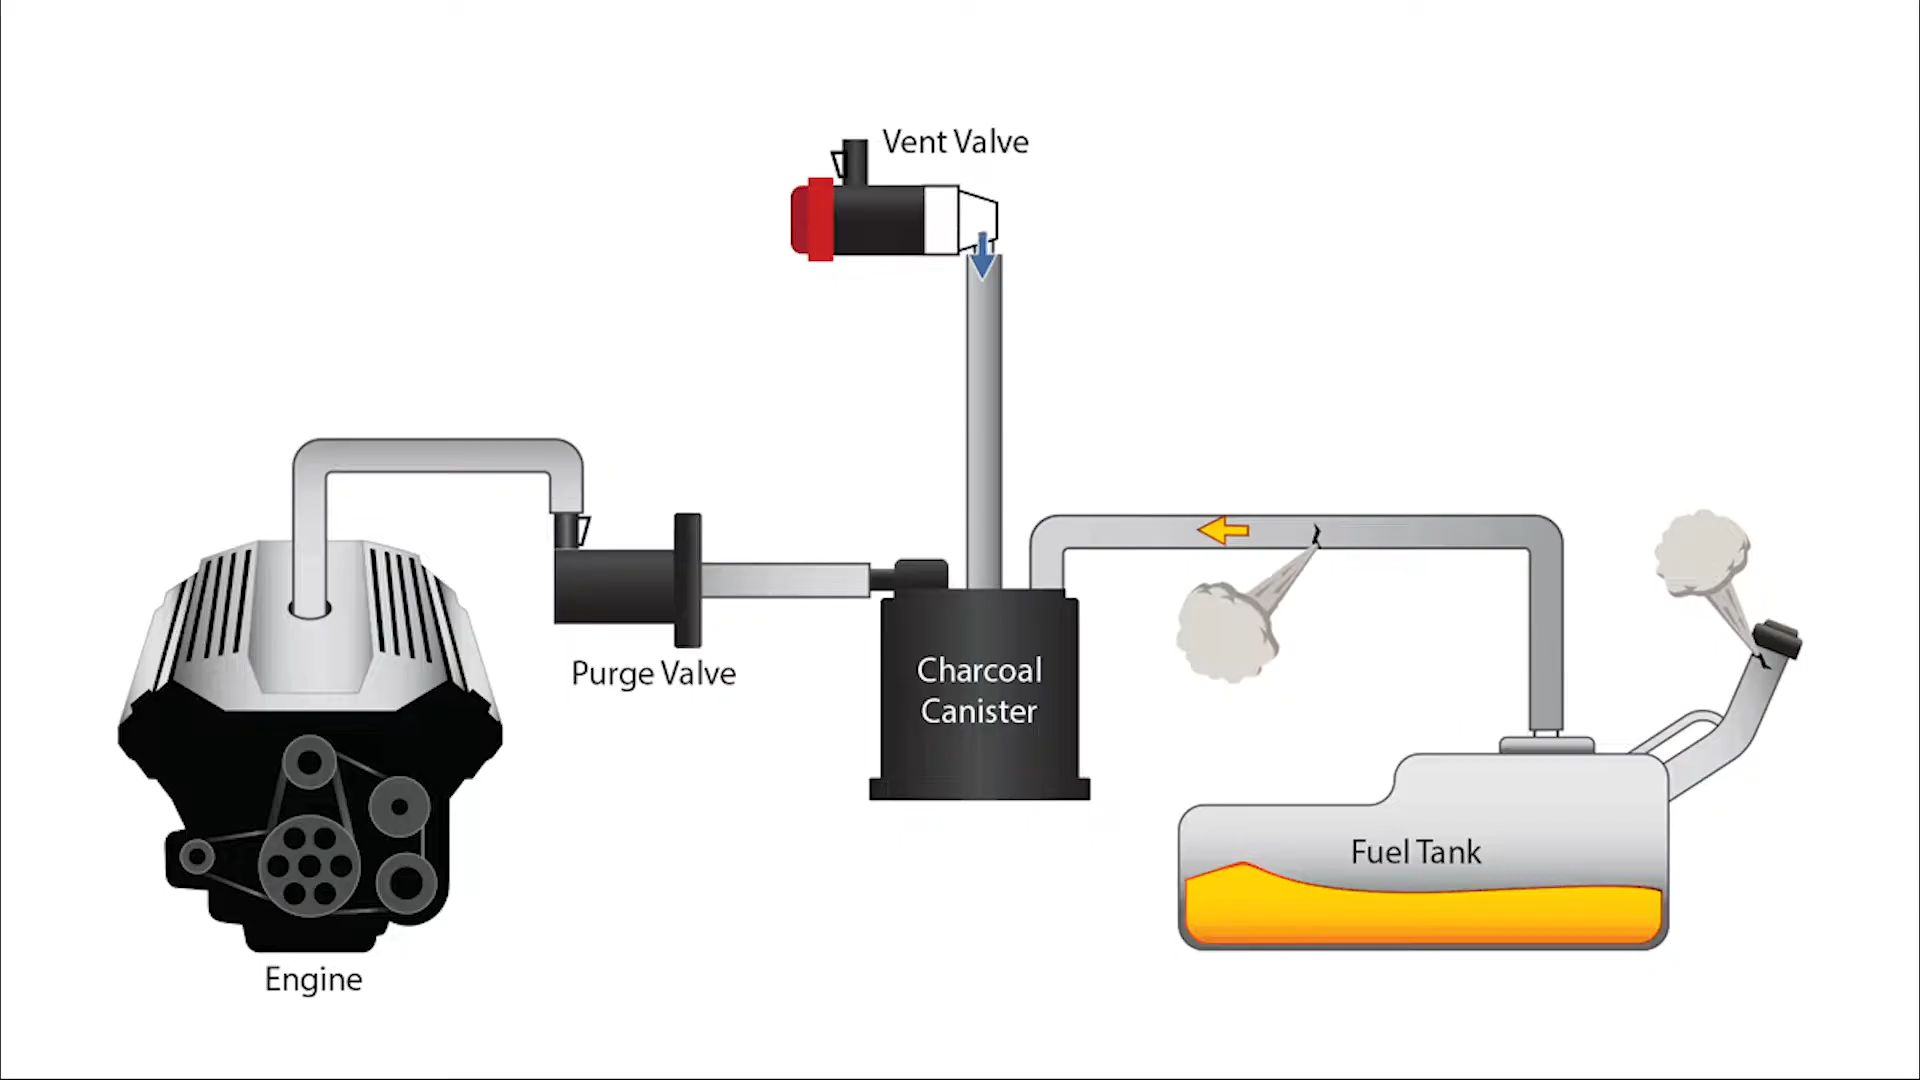 Vent Valve
Purge Valve
Charcoal
Canister
Fuel Tank
Engine